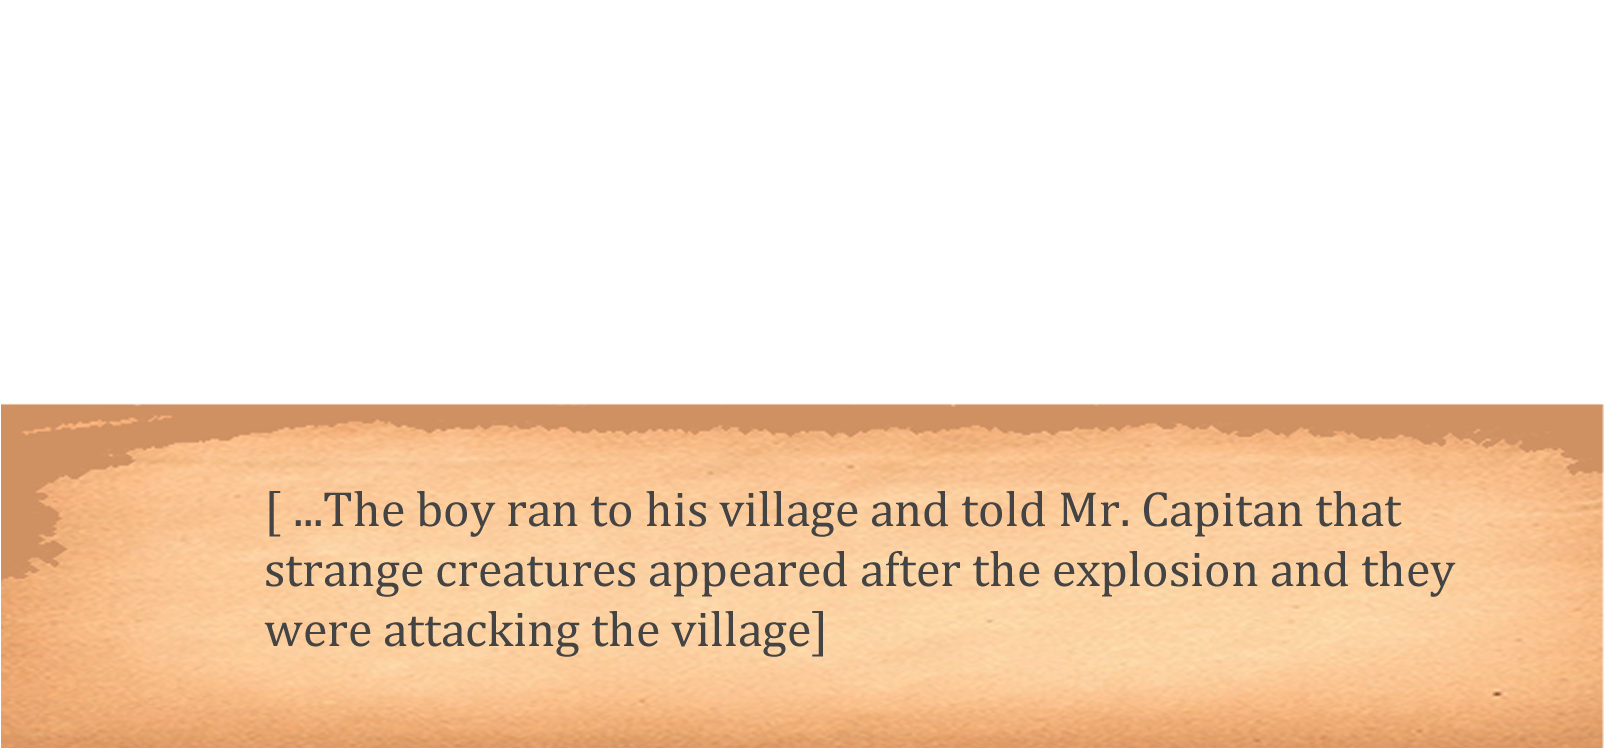 [ ...The boy ran to his village and told Mr. Capitan that
strange creatures appeared after the explosion and they
were attacking the village]